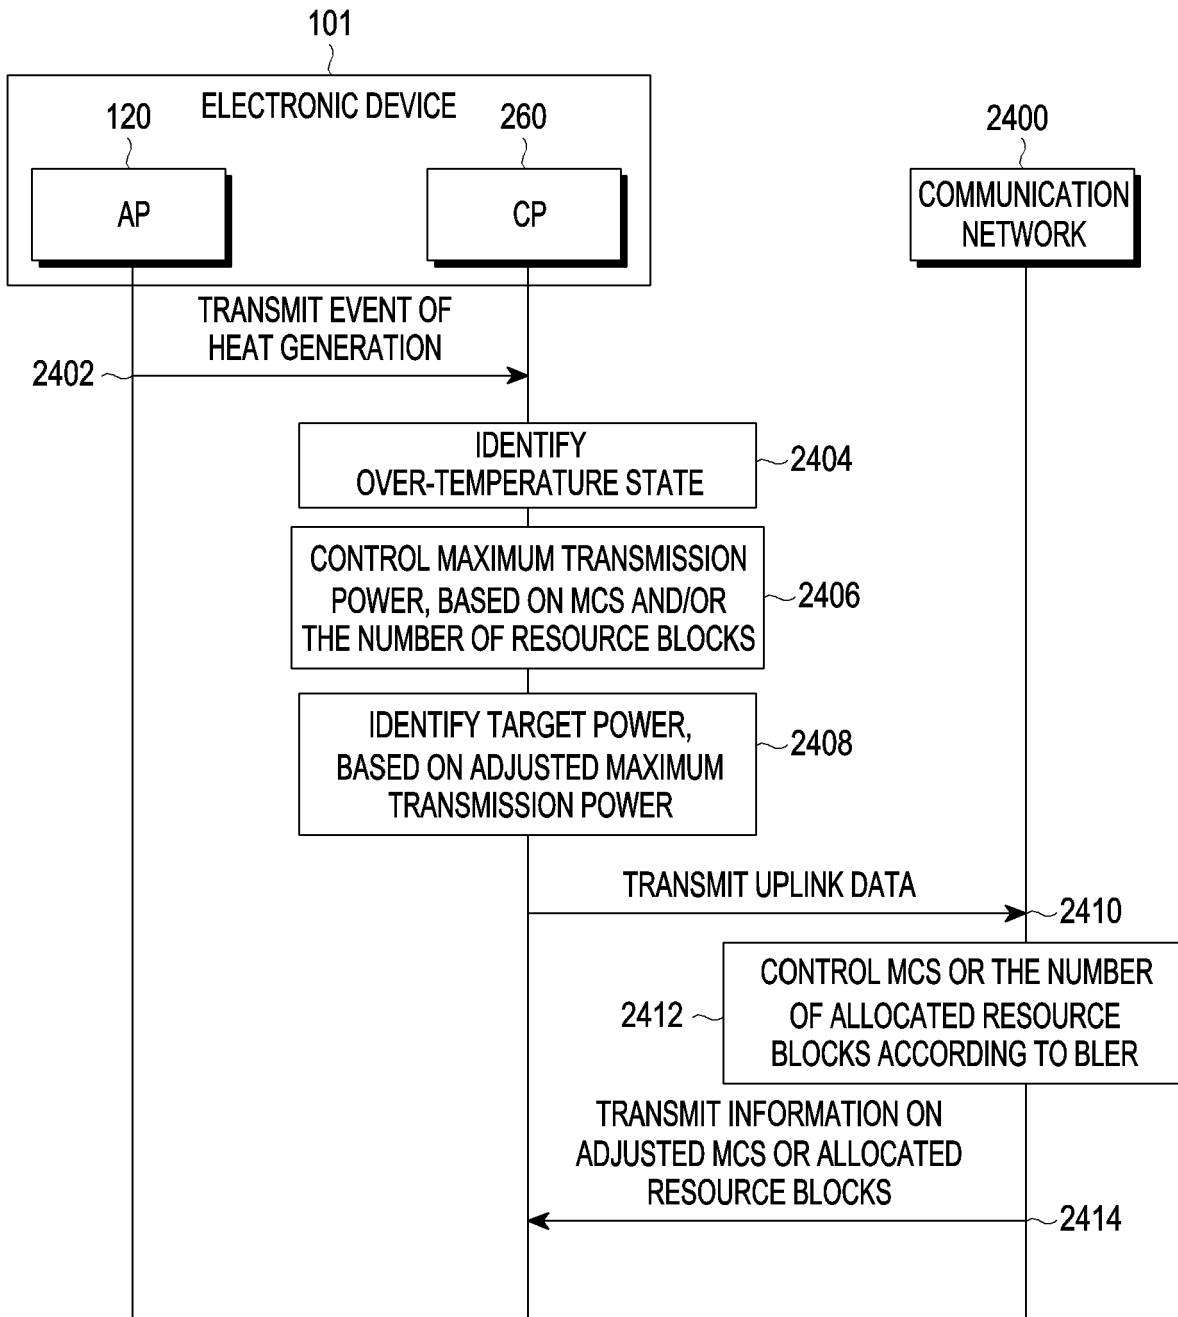 101
ELECTRONIC DEVICE
120
260
2400
AP
CP
COMMUNICATION
NETWORK
TRANSMIT EVENT OF
HEAT GENERATION
2402
IDENTIFY
OVER-TEMPERATURE STATE
2404
CONTROL MAXIMUM TRANSMISSION
POWER, BASED ON MCS AND/OR
THE NUMBER OF RESOURCE BLOCKS
2406
IDENTIFY TARGET POWER,
BASED ON ADJUSTED MAXIMUM
TRANSMISSION POWER
2408
TRANSMIT UPLINK DATA
2410
CONTROL MCS OR THE NUMBER
OF ALLOCATED RESOURCE
BLOCKS ACCORDING TO BLER
2412
TRANSMIT INFORMATION ON
ADJUSTED MCS OR ALLOCATED
RESOURCE BLOCKS
2414